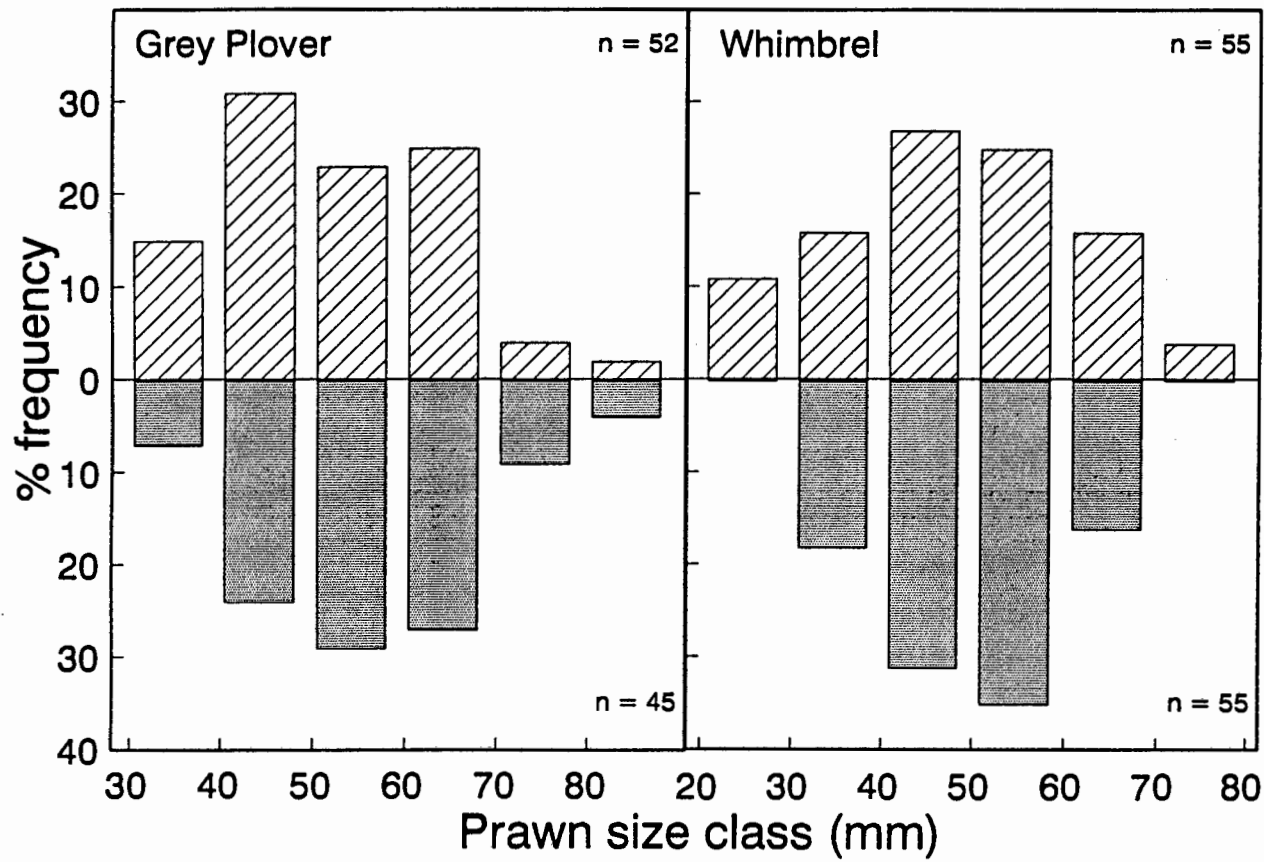 Grey Plover n = 52 Whimbrel n = 55
30
20
10
0
10
20
30
40
% frequency
n = 45 n = 55
30 40 50 60 70 80 20 30 40 50 60 70 80
Prawn size class (mm)